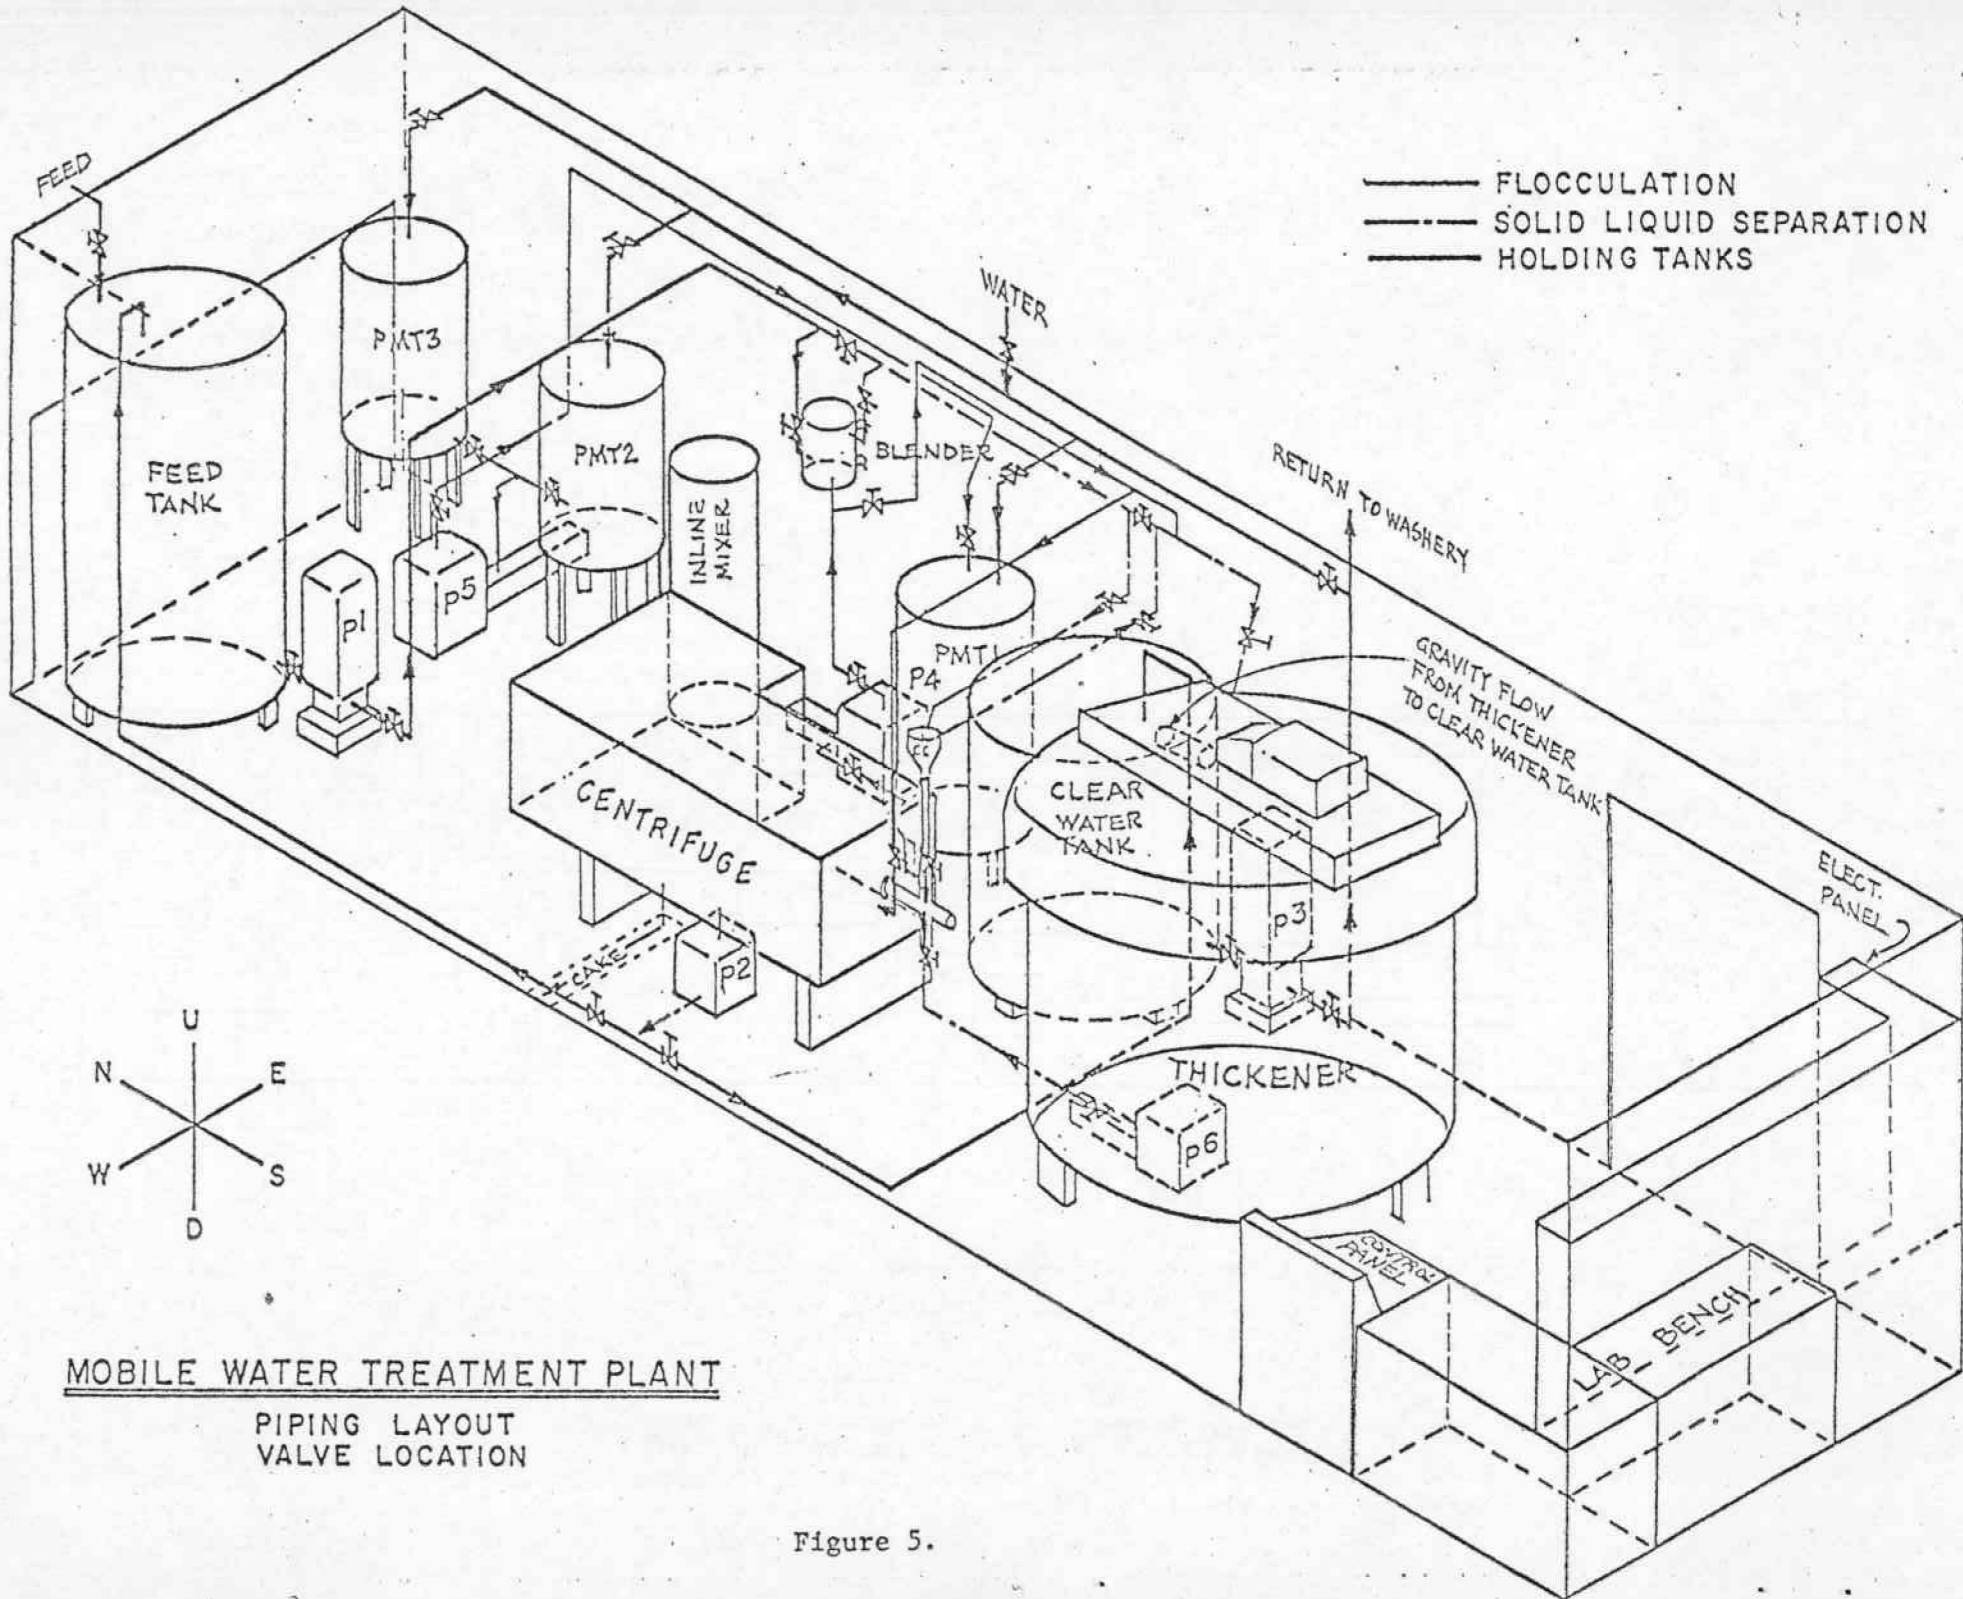 FEED
FLOCCULATION
SOLID LIQUID SEPARATION
HOLDING TANKS
WATER
PMT3
FEED
TANK
PMT2
BLENDER
INLINE
MIXER
RETURN TO WASHERY
P1
P5
PMT1
P4
CC
GRAVITY FLOW
FROM THICKENER
TO CLEAR WATER TANK
CENTRIFUGE
CLEAR
WATER
TANK
ELECT.
PANEL
P3
CAKE
P2
U
N
E
W
S
D
THICKENER
P6
CONTROL
PANEL
LAB BENCH
MOBILE WATER TREATMENT PLANT
PIPING LAYOUT
VALVE LOCATION
Figure 5.